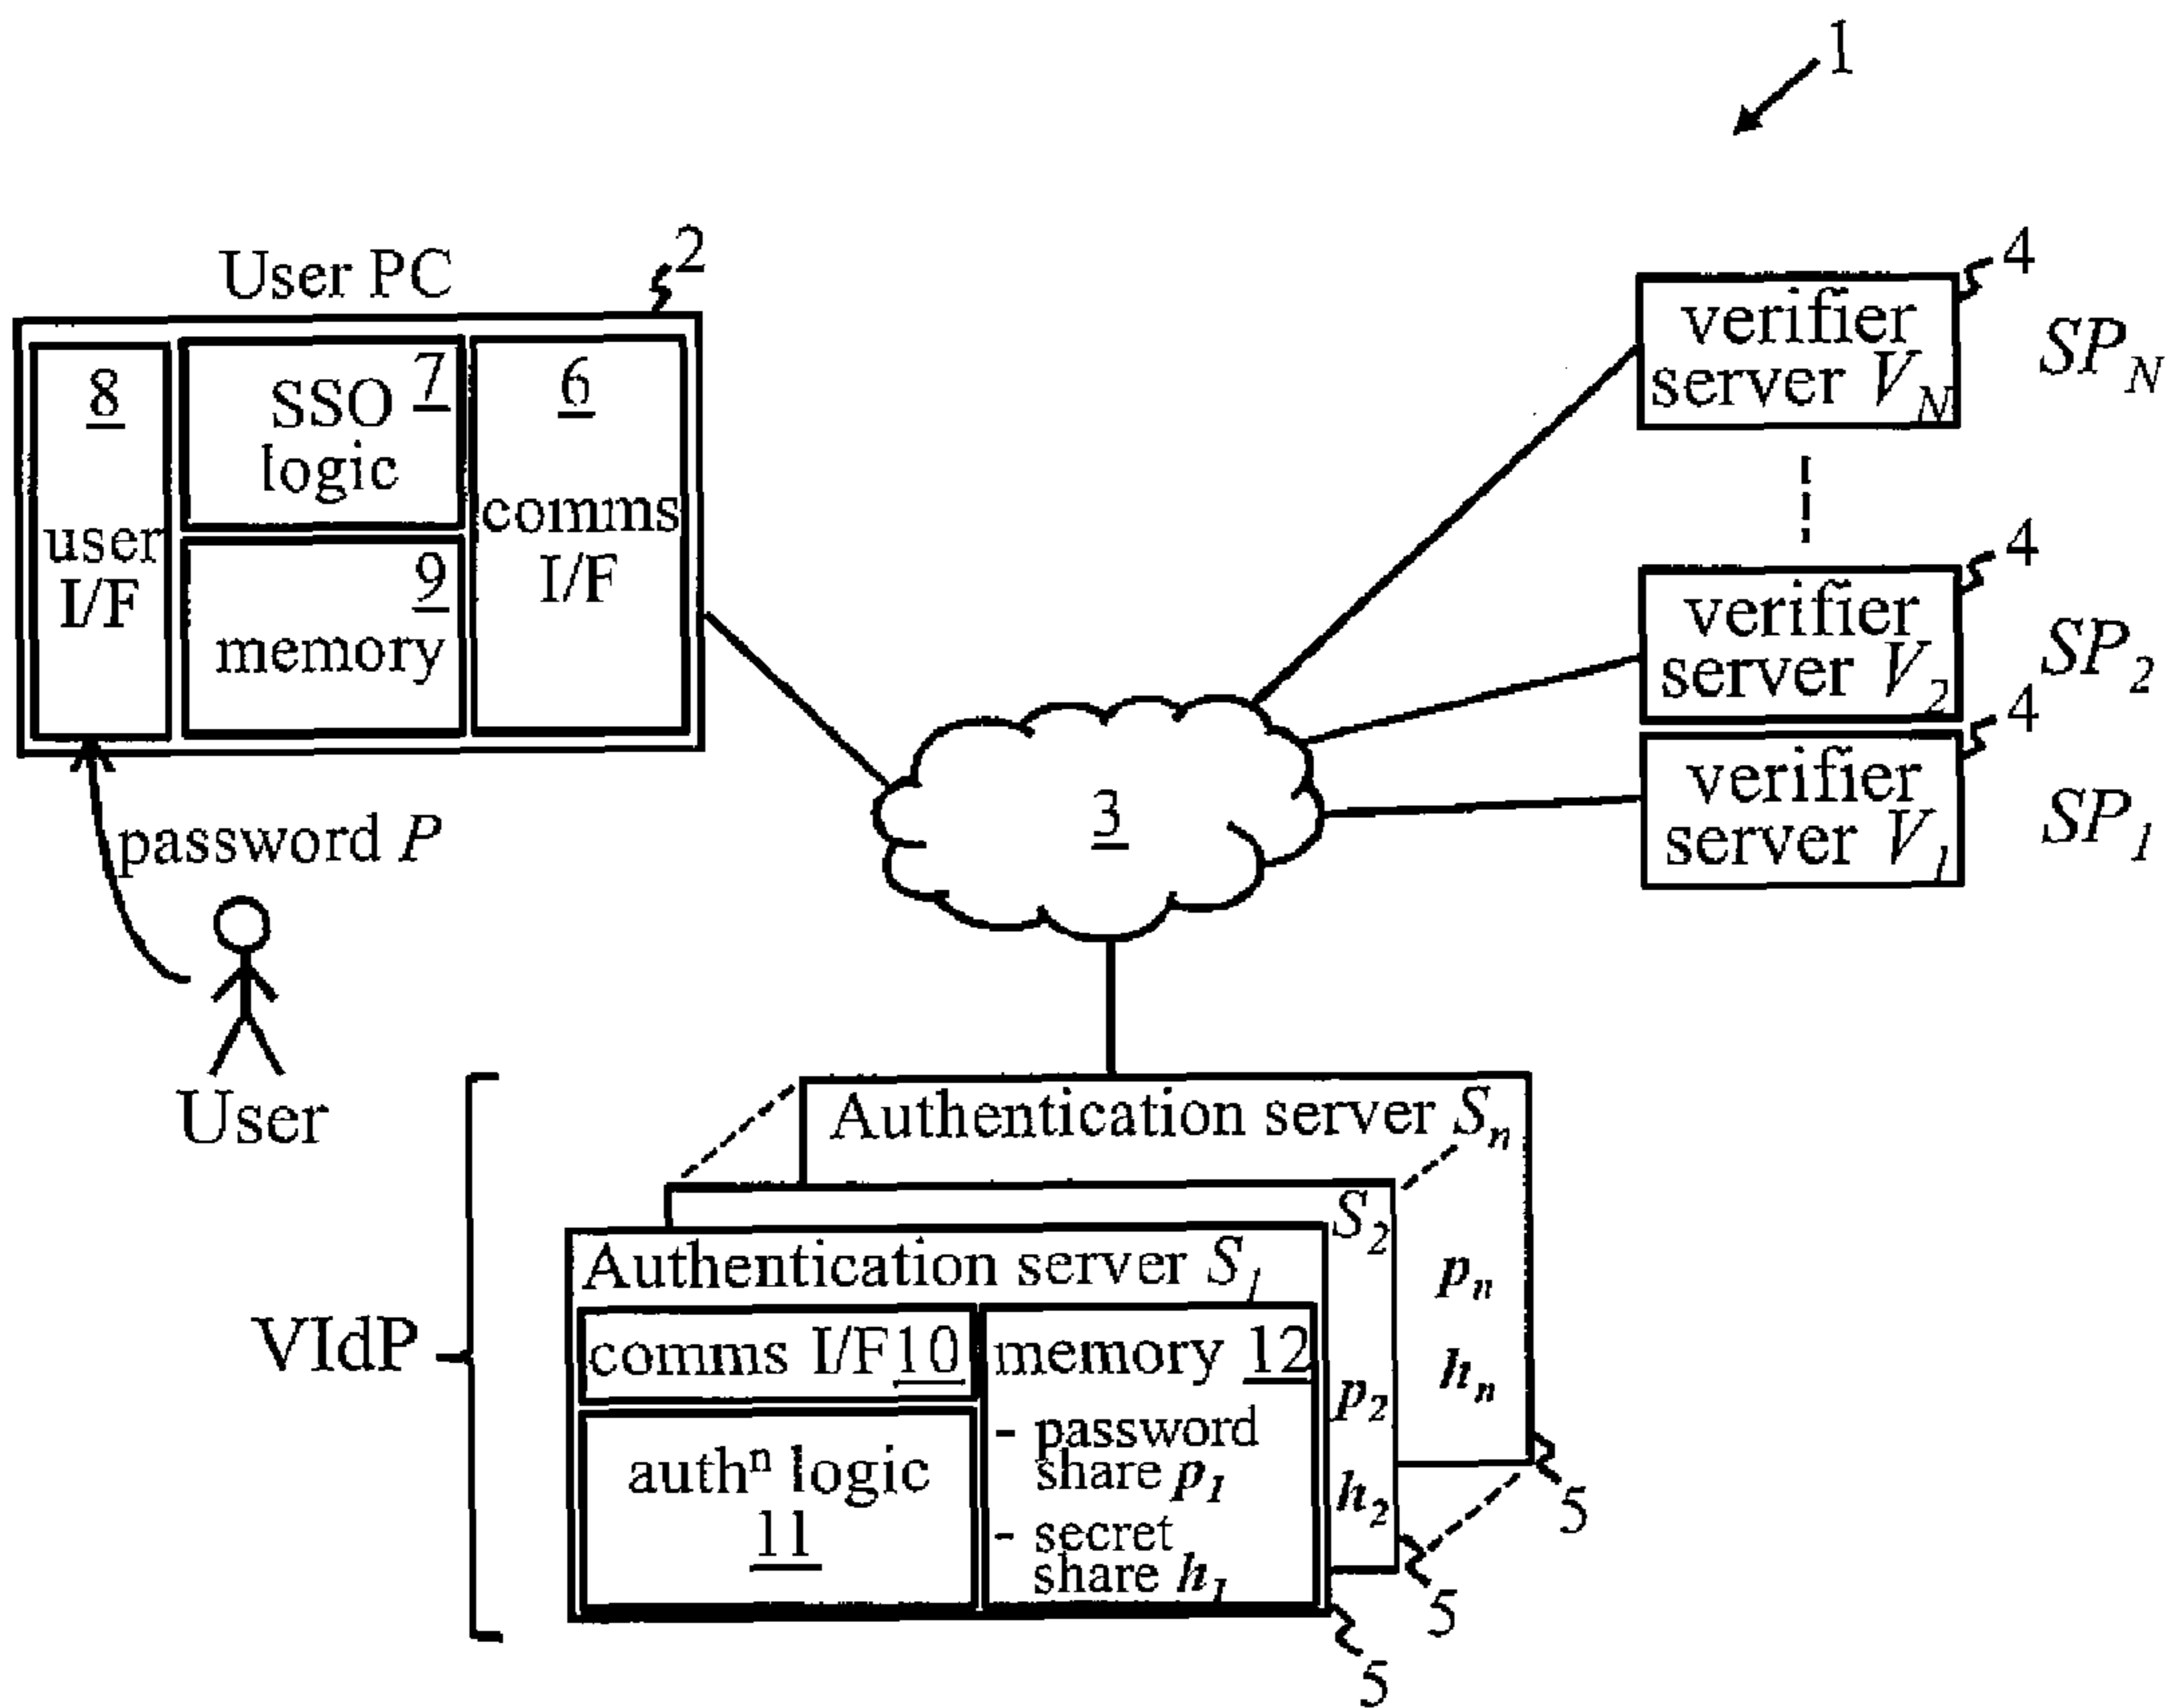 1
User PC
2
8
user
I/F
SSO
logic
7
memory
9
6
comms
I/F
password P
User
3
verifier
server V_N
4
SP_N
verifier
server V_2
4
SP_2
verifier
server V_1
4
SP_1
VIdP
Authentication server S_n
p_n
h_n
5
S_2
p_2
h_2
5
Authentication server S_1
comms I/F 10
authⁿ logic
11
memory 12
- password
share p_1
- secret
share h_1
5